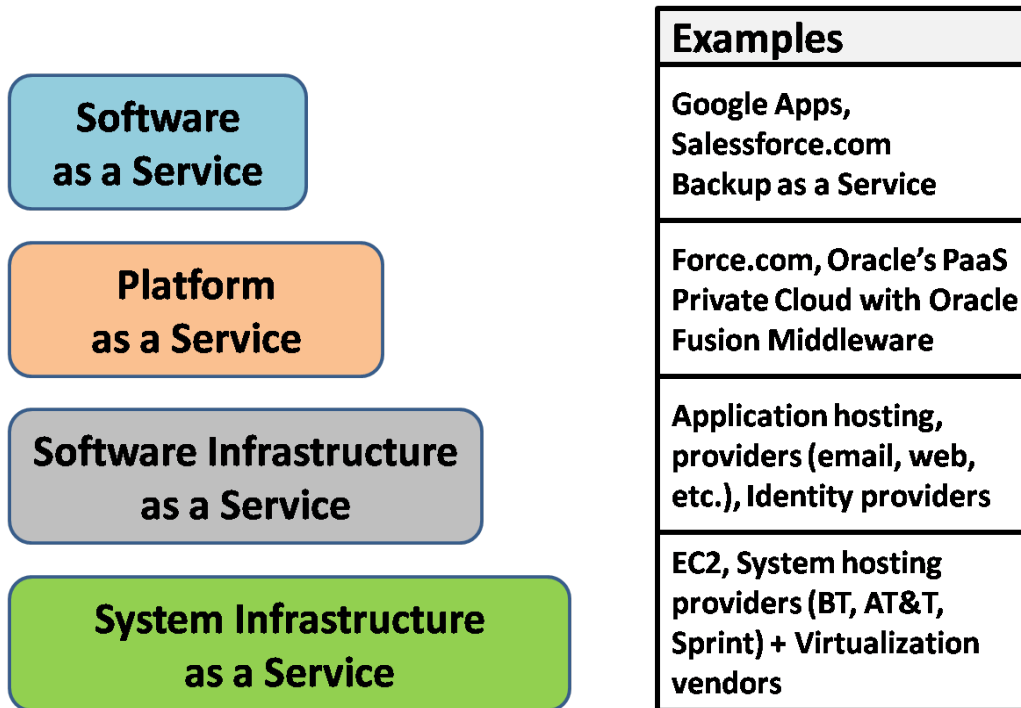 Software
as a Service
Platform
as a Service
Software Infrastructure
as a Service
System Infrastructure
as a Service
Examples
Google Apps,
Salessforce.com
Backup as a Service
Force.com, Oracle's PaaS
Private Cloud with Oracle
Fusion Middleware
Application hosting,
providers (email, web,
etc.), Identity providers
EC2, System hosting
providers (BT, AT&T,
Sprint) + Virtualization
vendors